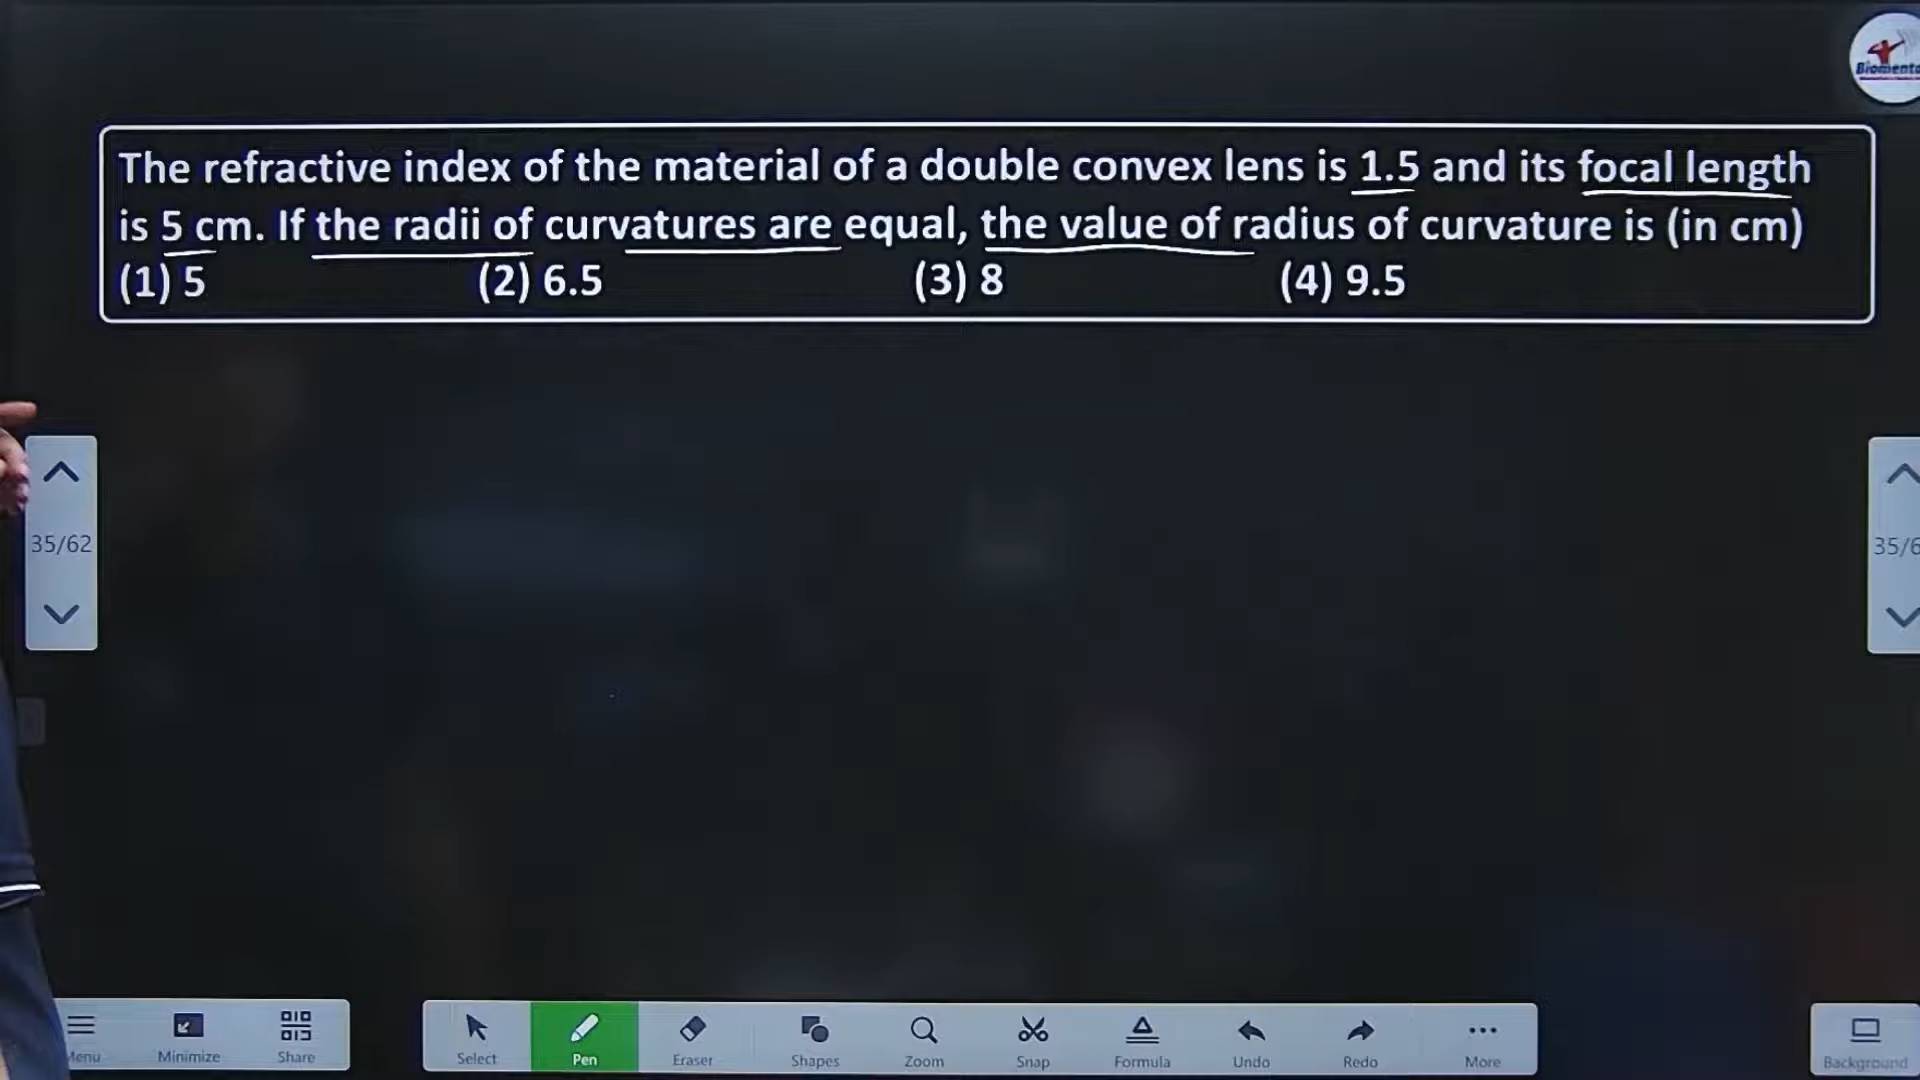 Biomento
The refractive index of the material of a double convex lens is 1.5 and its focal length
is 5 cm. If the radii of curvatures are equal, the value of radius of curvature is (in cm)
(1) 5 (2) 6.5 (3) 8 (4) 9.5
35/62
35/6
enu Minimize Share Select Pen Eraser Shapes Zoom Snap Formula Undo Redo More Background